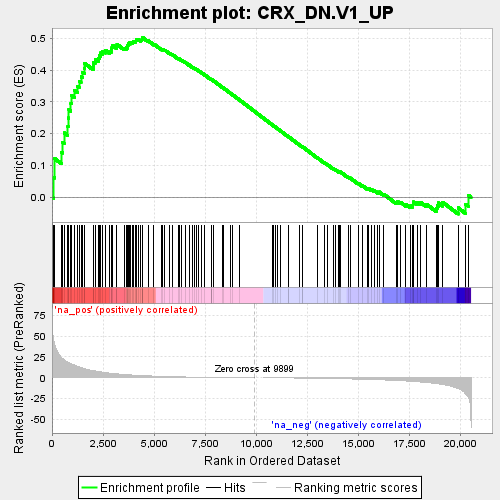 Enrichment plot: CRX_DN.V1_UP
Enrichment score (ES)
0.5
0.4
0.3
0.2
0.1
0.0
'na_pos' (positively correlated)
Ranked list metric (PreRanked)
75
50
25
0
-25
-50
Zero cross at 9899
'na_neg' (negatively correlated)
0 2,500 5,000 7,500 10,000 12,500 15,000 17,500 20,000
Rank in Ordered Dataset
Enrichment profile Hits Ranking metric scores